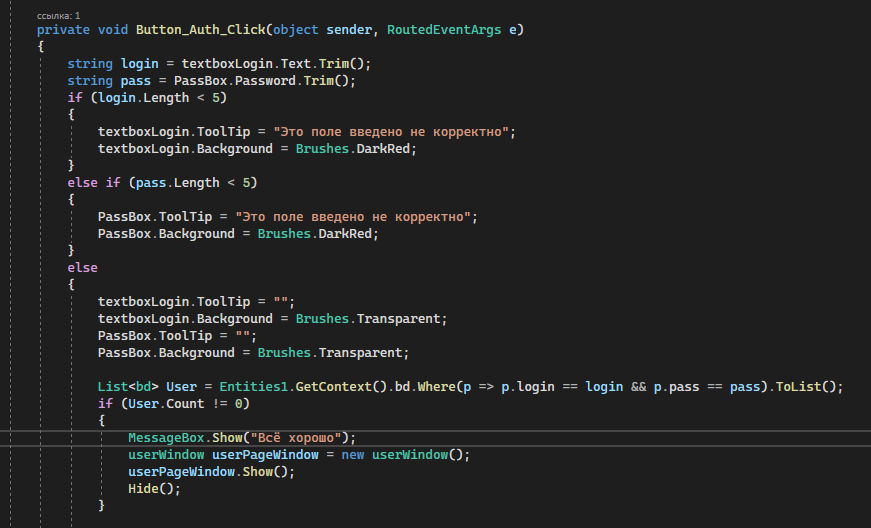 ссылка: 1
private void Button_Auth_Click(object sender, RoutedEventArgs e)
{
string login = textboxLogin.Text.Trim();
string pass = PassBox.Password.Trim();
if (login.Length < 5)
{
textboxLogin.ToolTip = "Это поле введено не корректно";
textboxLogin.Background = Brushes.DarkRed;
}
else if (pass.Length < 5)
{
PassBox.ToolTip = "Это поле введено не корректно";
PassBox.Background = Brushes.DarkRed;
}
else
{
textboxLogin.ToolTip = "";
textboxLogin.Background = Brushes.Transparent;
PassBox.ToolTip = "";
PassBox.Background = Brushes.Transparent;
List<bd> User = Entities1.GetContext().bd.Where(p => p.login == login && p.pass == pass).ToList();
if (User.Count != 0)
{
MessageBox.Show("Всё хорошо");
userWindow userPageWindow = new userWindow();
userPageWindow.Show();
Hide();
}